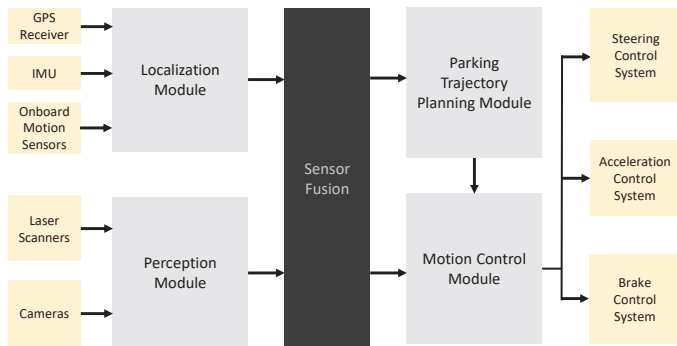 GPS
Receiver
IMU
Onboard
Motion
Sensors
Localization
Module
Laser
Scanners
Cameras
Perception
Module
Sensor
Fusion
Parking
Trajectory
Planning Module
Motion Control
Module
Steering
Control
System
Acceleration
Control
System
Brake
Control
System